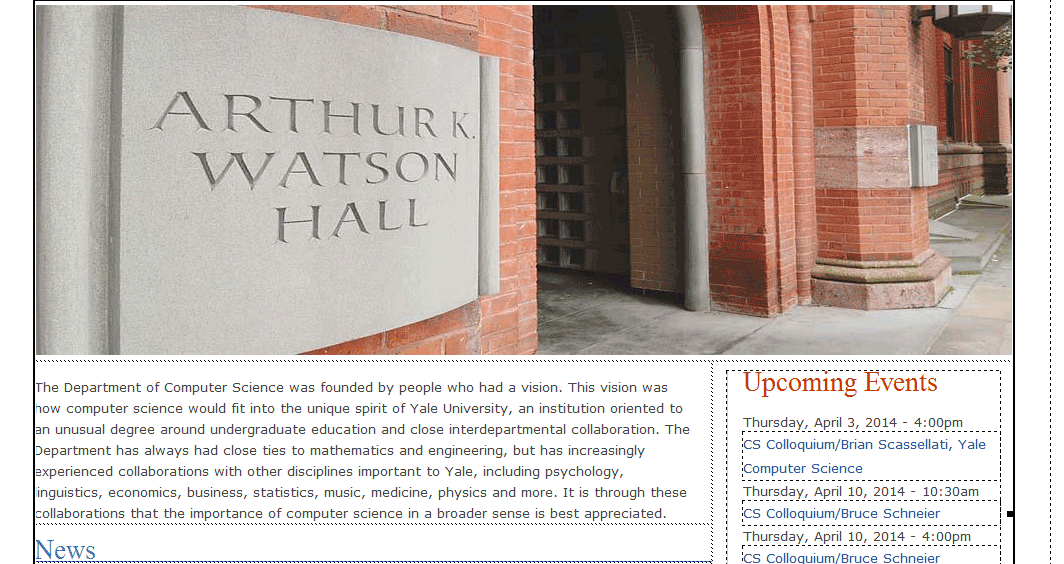 ARTHUR K.
WATSON
HALL
The Department of Computer Science was founded by people who had a vision. This vision was
how computer science would fit into the unique spirit of Yale University, an institution oriented to
an unusual degree around undergraduate education and close interdepartmental collaboration. The
Department has always had close ties to mathematics and engineering, but has increasingly
experienced collaborations with other disciplines important to Yale, including psychology,
linguistics, economics, business, statistics, music, medicine, physics and more. It is through these
collaborations that the importance of computer science in a broader sense is best appreciated.
News
Upcoming Events
Thursday, April 3, 2014 - 4:00pm
CS Colloquium/Brian Scassellati, Yale
Computer Science
Thursday, April 10, 2014 - 10:30am
CS Colloquium/Bruce Schneier
Thursday, April 10, 2014 - 4:00pm
CS Colloquium/Bruce Schneier